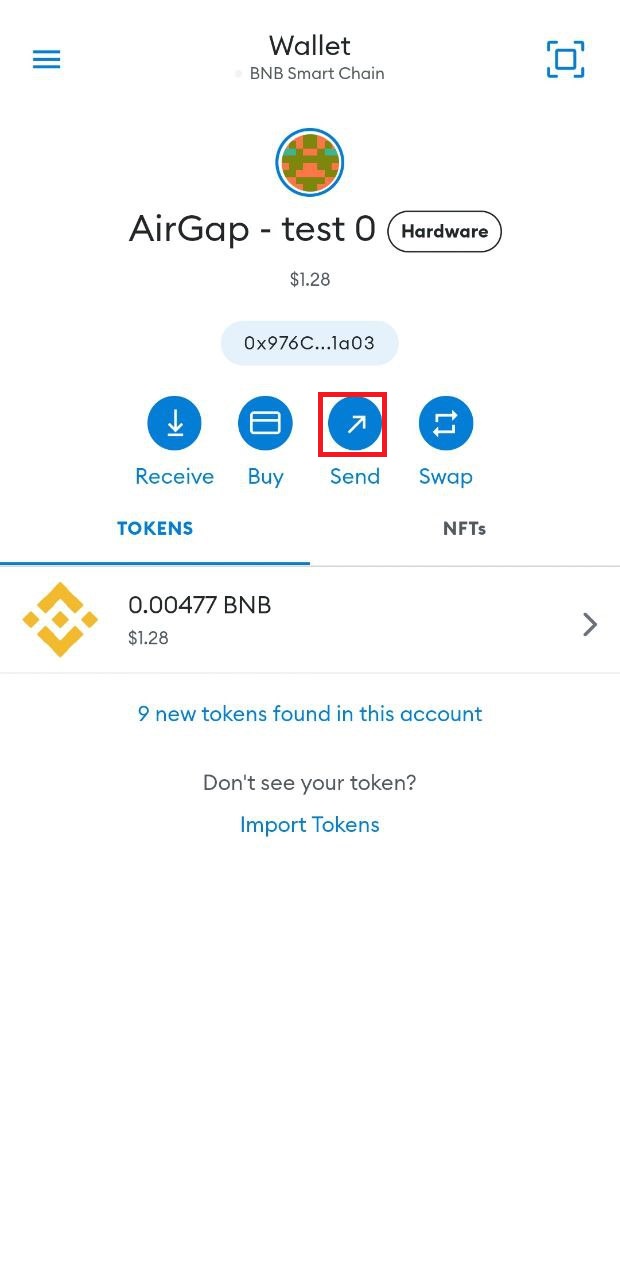 Wallet
BNB Smart Chain
AirGap - test 0 Hardware
$1.28
0x976C...1a03
Receive Buy Send Swap
TOKENS NFTs
0.00477 BNB
$1.28
9 new tokens found in this account
Don't see your token?
Import Tokens